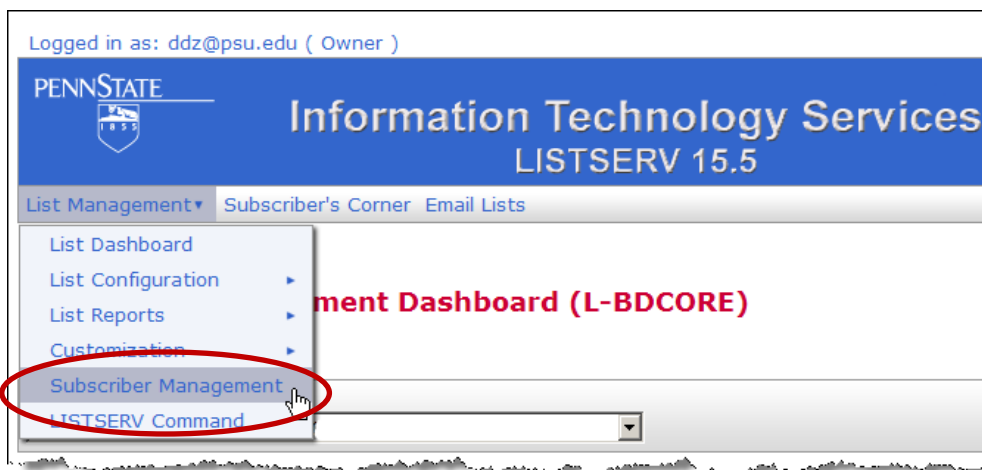 Logged in as: ddz@psu.edu ( Owner )
PENNSTATE
1855
Information Technology Services
LISTSERV 15.5
List Management▾ Subscriber's Corner Email Lists
List Dashboard
List Configuration ▸
ment Dashboard (L-BDCORE)
List Reports ▸
Customization ▸
Subscriber Management
LISTSERV Command